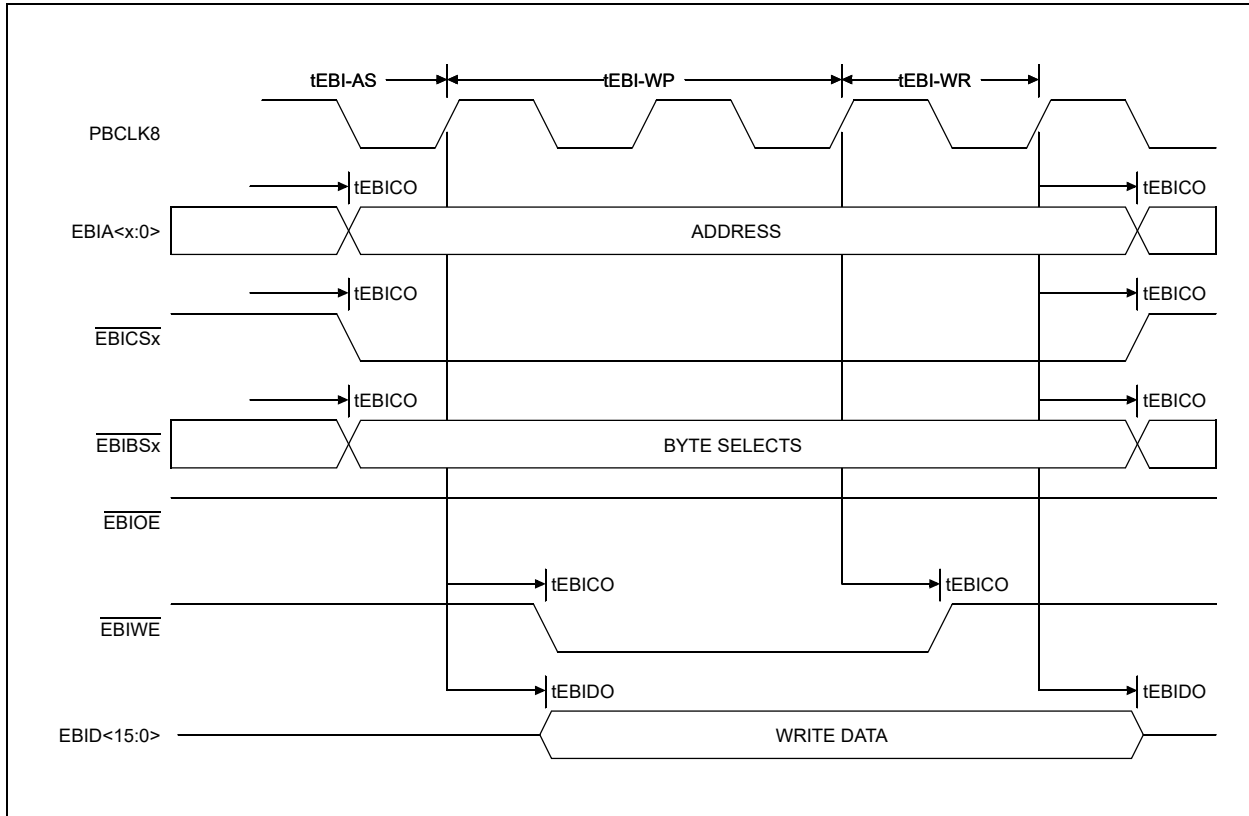 tEBI-AS tEBI-WP tEBI-WR
PBCLK8
tEBICO tEBICO
EBIA<x:0> ADDRESS
tEBICO tEBICO
EBICSx
tEBICO tEBICO
EBIBSx BYTE SELECTS
EBIOE
tEBICO tEBICO
EBIWE
tEBIDO tEBIDO
EBID<15:0> WRITE DATA